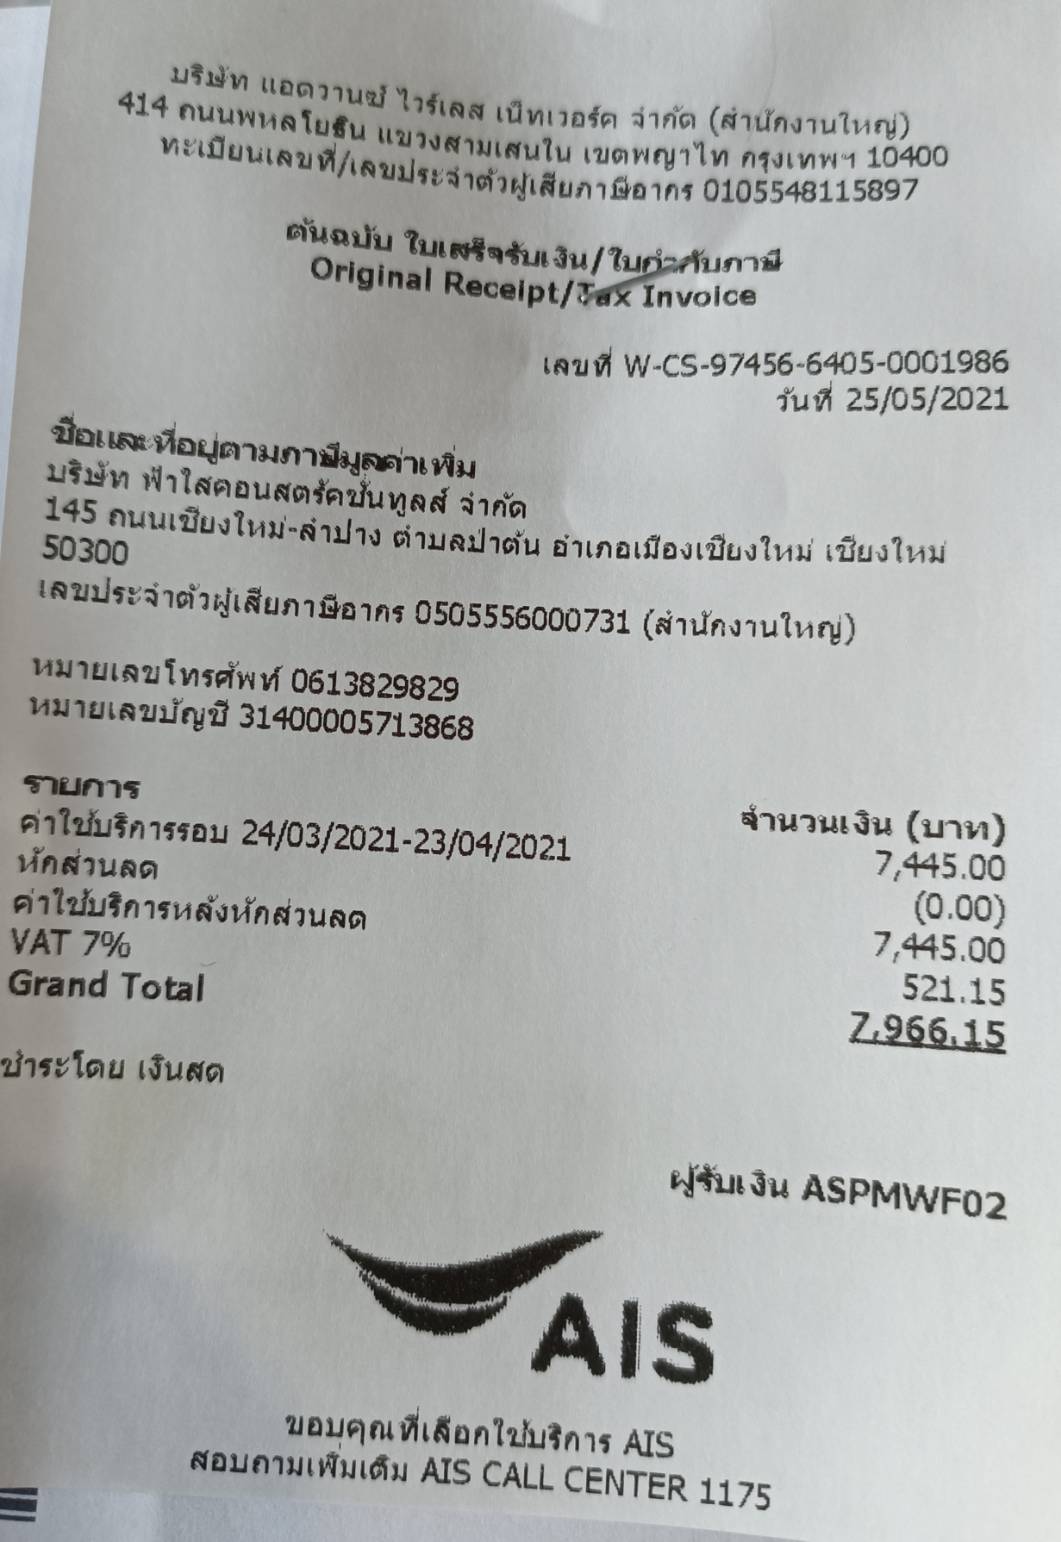 บริษัท แอดวานซ์ ไวร์เลส เน็ทเวอร์ค จำกัด (สำนักงานใหญ่)
414 ถนนพหลโยธิน แขวงสามเสนใน เขตพญาไท กรุงเทพฯ 10400
ทะเบียนเลขที่/เลขประจำตัวผู้เสียภาษีอากร 0105548115897
ต้นฉบับ ใบเสร็จรับเงิน/ใบกำกับภาษี
Original Receipt/Tax Invoice
เลขที่ W-CS-97456-6405-0001986
วันที่ 25/05/2021
ชื่อและที่อยู่ตามภาษีมูลค่าเพิ่ม
บริษัท ฟ้าใสคอนสตรัคชั่นทูลส์ จำกัด
145 ถนนเชียงใหม่-ลำปาง ตำบลป่าตัน อำเภอเมืองเชียงใหม่ เชียงใหม่
50300
เลขประจำตัวผู้เสียภาษีอากร 0505556000731 (สำนักงานใหญ่)
หมายเลขโทรศัพท์ 0613829829
หมายเลขบัญชี 31400005713868
รายการ จำนวนเงิน (บาท)
ค่าใช้บริการรอบ 24/03/2021-23/04/2021 7,445.00
หักส่วนลด (0.00)
ค่าใช้บริการหลังหักส่วนลด 7,445.00
VAT 7% 521.15
Grand Total 7,966.15
ชำระโดย เงินสด
ผู้รับเงิน ASPMWF02
AIS
ขอบคุณที่เลือกใช้บริการ AIS
สอบถามเพิ่มเติม AIS CALL CENTER 1175